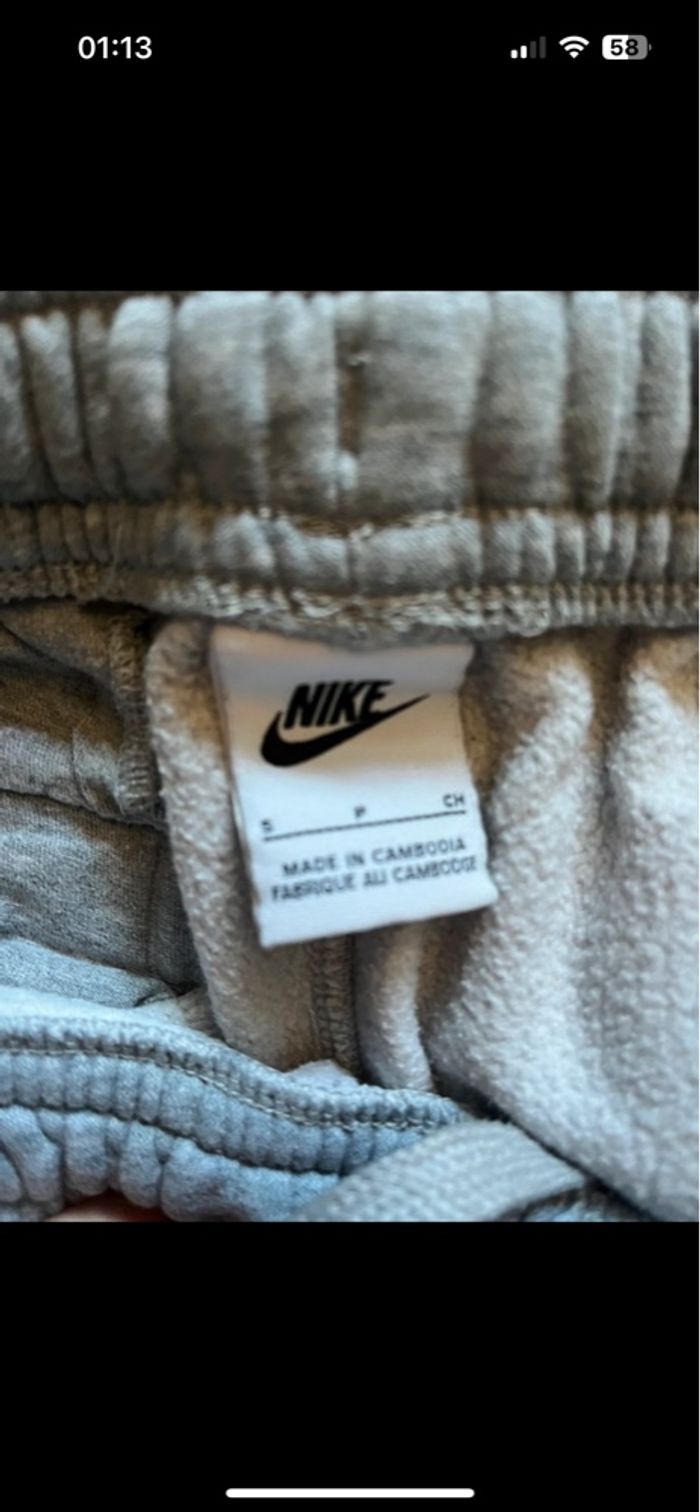 01:13
58
NIKE
S P CH
MADE IN CAMBODIA
FABRIQUE AU CAMBODGE